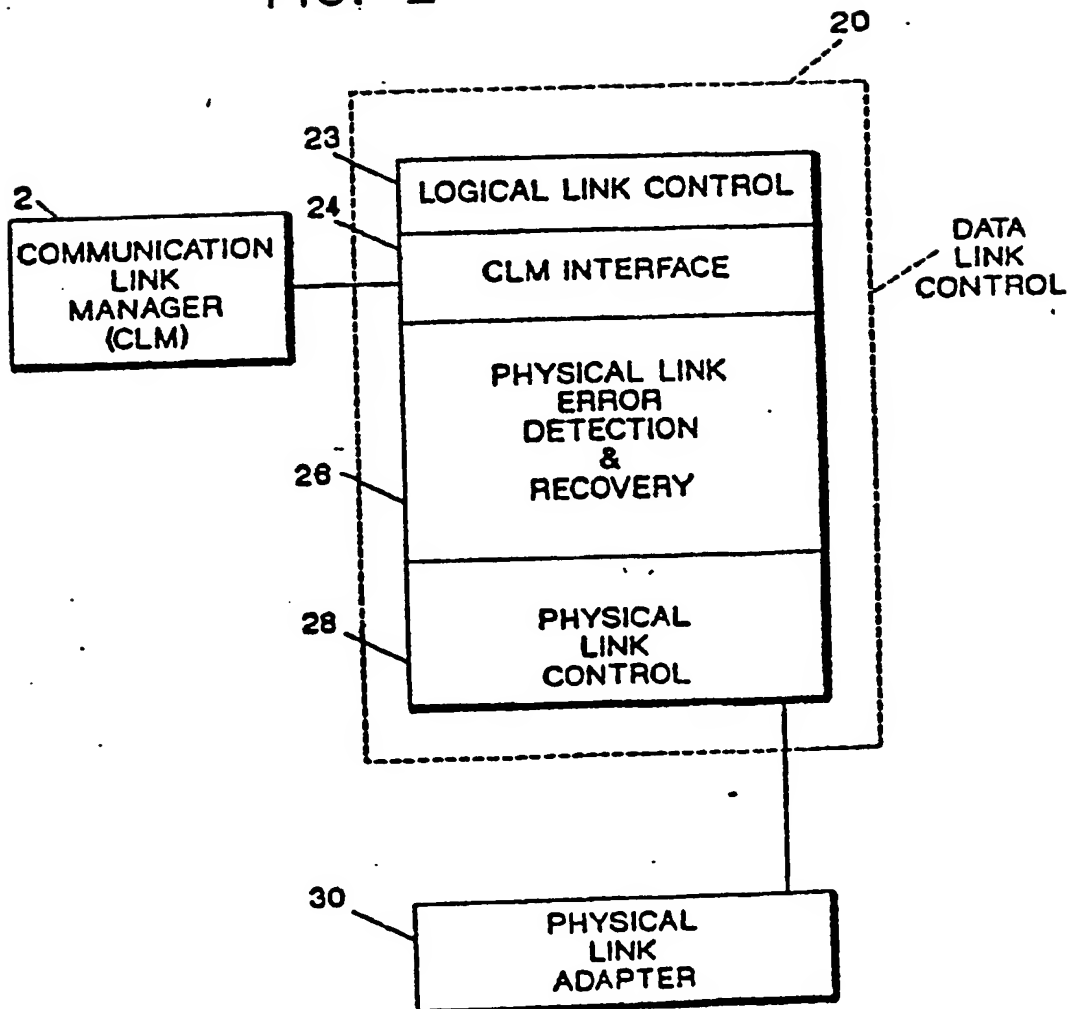 20
23
LOGICAL LINK CONTROL
2
24
COMMUNICATION
LINK
MANAGER
(CLM)
CLM INTERFACE
DATA
LINK
CONTROL
PHYSICAL LINK
ERROR
DETECTION
&
RECOVERY
26
28
PHYSICAL
LINK
CONTROL
30
PHYSICAL
LINK
ADAPTER